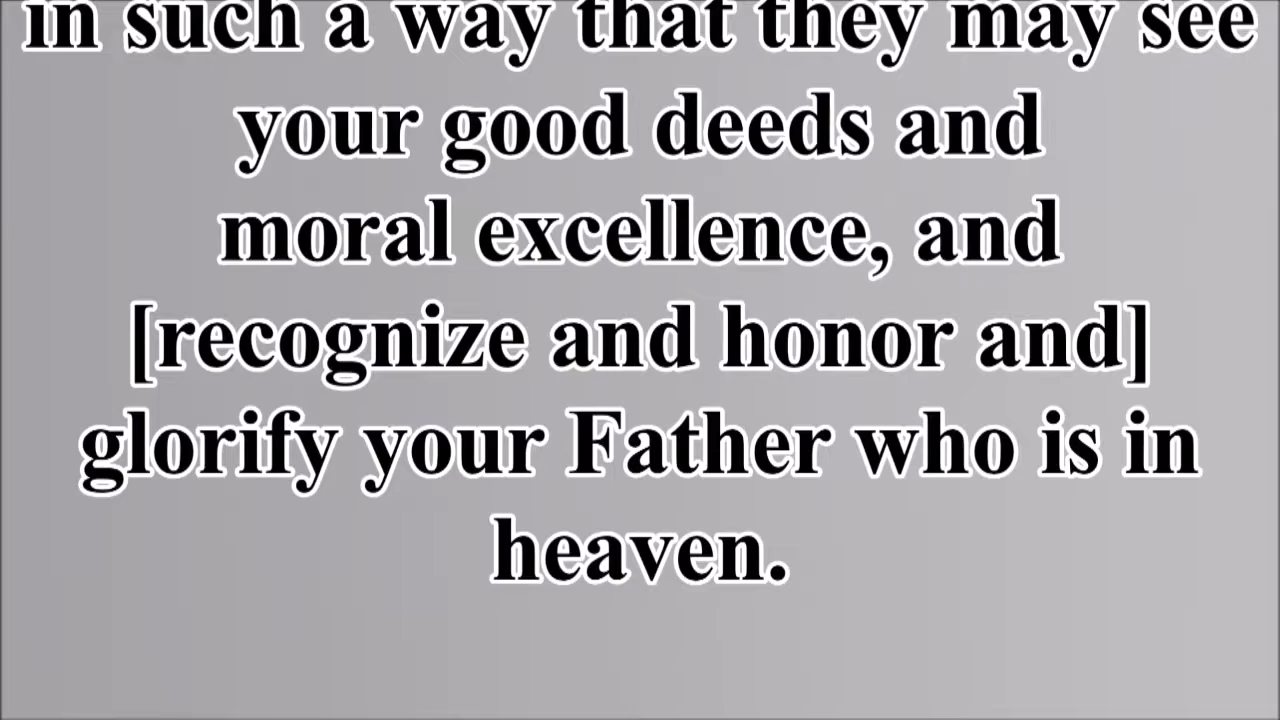 in such a way that they may see
your good deeds and
moral excellence, and
[recognize and honor and]
glorify your Father who is in
heaven.